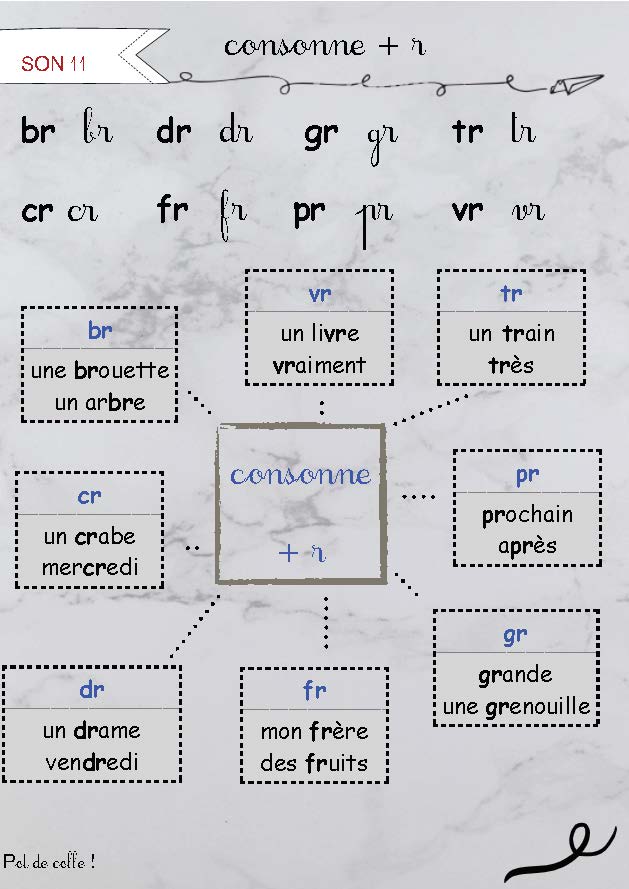 SON 11
consonne + r
br br dr dr gr gr tr tr
cr cr fr fr pr pr vr vr
vr
un livre
vraiment
tr
un train
très
br
une brouette
un arbre
consonne
+ r
cr
un crabe
mercredi
pr
prochain
après
gr
grande
une grenouille
dr
un drame
vendredi
fr
mon frère
des fruits
Pot de colle !